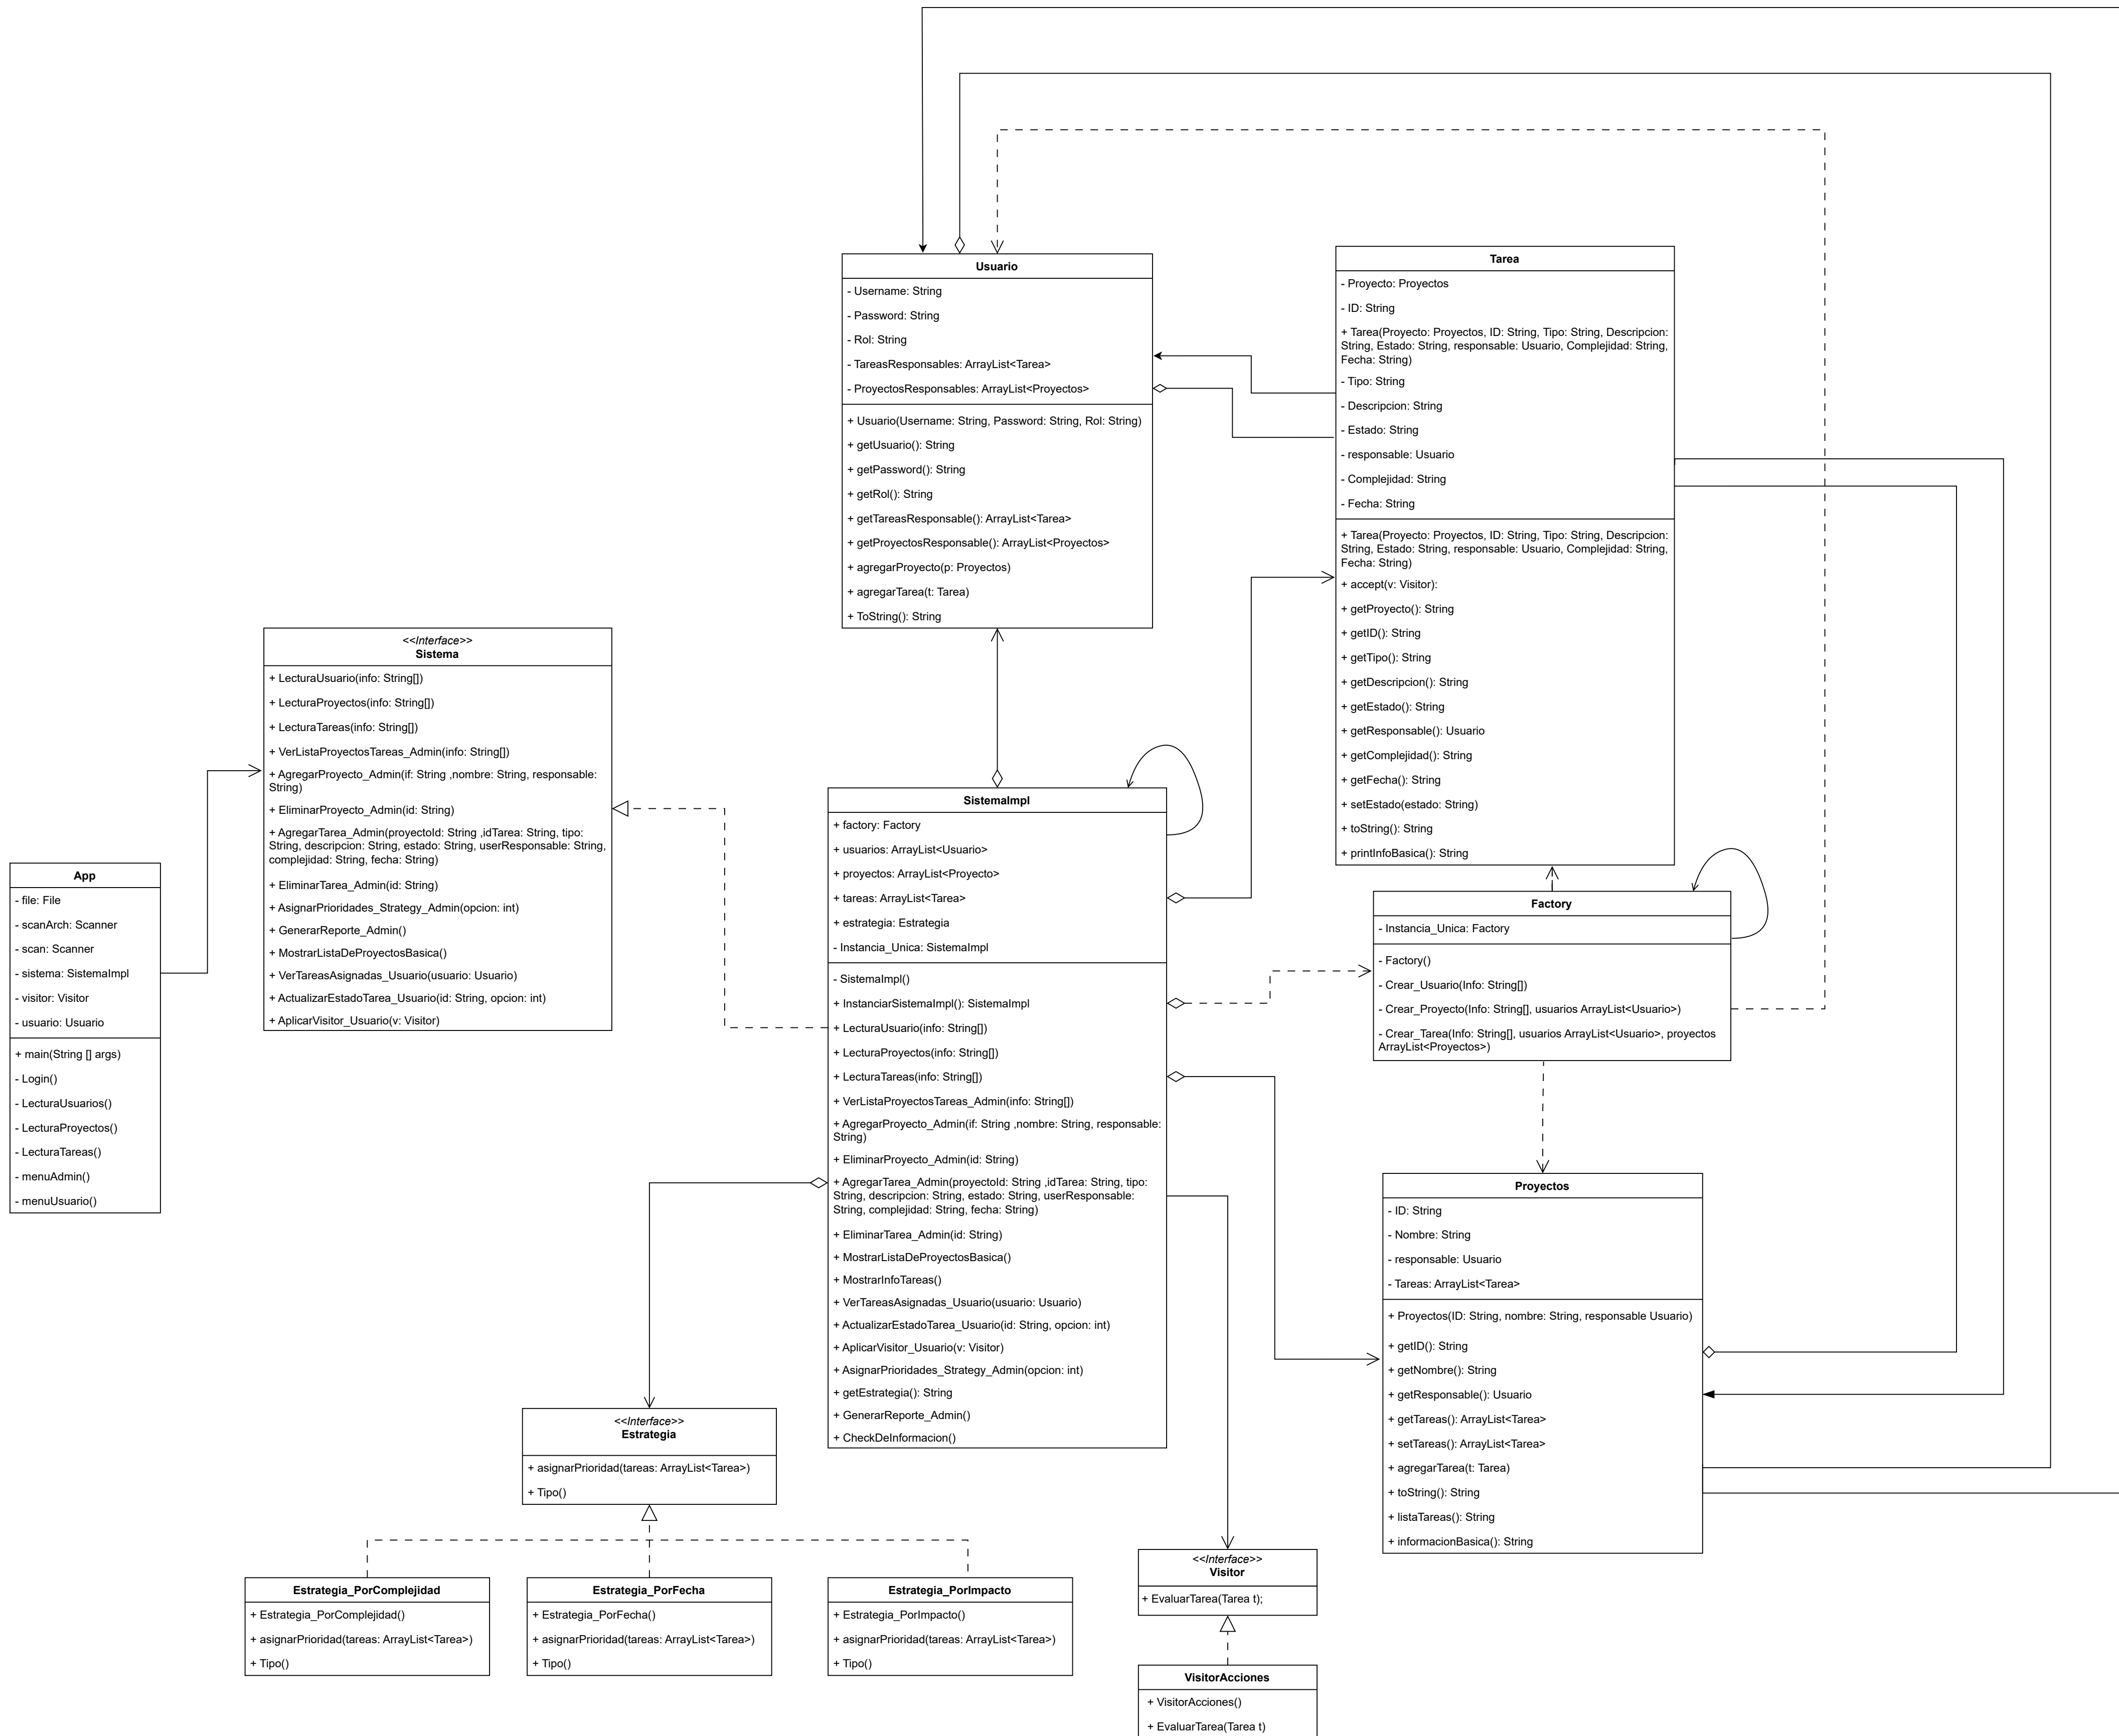 Usuario
- Username: String
- Password: String
- Rol: String
- TareasResponsables: ArrayList<Tarea>
- ProyectosResponsables: ArrayList<Proyectos>
+ Usuario(Username: String, Password: String, Rol: String)
+ getUsuario(): String
+ getPassword(): String
+ getRol(): String
+ getTareasResponsable(): ArrayList<Tarea>
+ getProyectosResponsable(): ArrayList<Proyectos>
+ agregarProyecto(p: Proyectos)
+ agregarTarea(t: Tarea)
+ ToString(): String
Tarea
- Proyecto: Proyectos
- ID: String
+ Tarea(Proyecto: Proyectos, ID: String, Tipo: String, Descripcion:
String, Estado: String, responsable: Usuario, Complejidad: String,
Fecha: String)
- Tipo: String
- Descripcion: String
- Estado: String
- responsable: Usuario
- Complejidad: String
- Fecha: String
+ Tarea(Proyecto: Proyectos, ID: String, Tipo: String, Descripcion:
String, Estado: String, responsable: Usuario, Complejidad: String,
Fecha: String)
+ accept(v: Visitor):
+ getProyecto(): String
+ getID(): String
+ getTipo(): String
+ getDescripcion(): String
+ getEstado(): String
+ getResponsable(): Usuario
+ getComplejidad(): String
+ getFecha(): String
+ setEstado(estado: String)
+ toString(): String
+ printInfoBasica(): String
<<Interface>>
Sistema
+ LecturaUsuario(info: String[])
+ LecturaProyectos(info: String[])
+ LecturaTareas(info: String[])
+ VerListaProyectosTareas_Admin(info: String[])
+ AgregarProyecto_Admin(if: String ,nombre: String, responsable:
String)
+ EliminarProyecto_Admin(id: String)
+ AgregarTarea_Admin(proyectoId: String ,idTarea: String, tipo:
String, descripcion: String, estado: String, userResponsable: String,
complejidad: String, fecha: String)
+ EliminarTarea_Admin(id: String)
+ AsignarPrioridades_Strategy_Admin(opcion: int)
+ GenerarReporte_Admin()
+ MostrarListaDeProyectosBasica()
+ VerTareasAsignadas_Usuario(usuario: Usuario)
+ ActualizarEstadoTarea_Usuario(id: String, opcion: int)
+ AplicarVisitor_Usuario(v: Visitor)
App
- file: File
- scanArch: Scanner
- scan: Scanner
- sistema: SistemaImpl
- visitor: Visitor
- usuario: Usuario
+ main(String [] args)
- Login()
- LecturaUsuarios()
- LecturaProyectos()
- LecturaTareas()
- menuAdmin()
- menuUsuario()
SistemaImpl
+ factory: Factory
+ usuarios: ArrayList<Usuario>
+ proyectos: ArrayList<Proyecto>
+ tareas: ArrayList<Tarea>
+ estrategia: Estrategia
- Instancia_Unica: SistemaImpl
- SistemaImpl()
+ InstanciarSistemaImpl(): SistemaImpl
+ LecturaUsuario(info: String[])
+ LecturaProyectos(info: String[])
+ LecturaTareas(info: String[])
+ VerListaProyectosTareas_Admin(info: String[])
+ AgregarProyecto_Admin(if: String ,nombre: String, responsable:
String)
+ EliminarProyecto_Admin(id: String)
+ AgregarTarea_Admin(proyectoId: String ,idTarea: String, tipo:
String, descripcion: String, estado: String, userResponsable:
String, complejidad: String, fecha: String)
+ EliminarTarea_Admin(id: String)
+ MostrarListaDeProyectosBasica()
+ MostrarInfoTareas()
+ VerTareasAsignadas_Usuario(usuario: Usuario)
+ ActualizarEstadoTarea_Usuario(id: String, opcion: int)
+ AplicarVisitor_Usuario(v: Visitor)
+ AsignarPrioridades_Strategy_Admin(opcion: int)
+ getEstrategia(): String
+ GenerarReporte_Admin()
+ CheckDeInformacion()
Factory
- Instancia_Unica: Factory
- Factory()
- Crear_Usuario(Info: String[])
- Crear_Proyecto(Info: String[], usuarios ArrayList<Usuario>)
- Crear_Tarea(Info: String[], usuarios ArrayList<Usuario>, proyectos
ArrayList<Proyectos>)
Proyectos
- ID: String
- Nombre: String
- responsable: Usuario
- Tareas: ArrayList<Tarea>
+ Proyectos(ID: String, nombre: String, responsable Usuario)
+ getID(): String
+ getNombre(): String
+ getResponsable(): Usuario
+ getTareas(): ArrayList<Tarea>
+ setTareas(): ArrayList<Tarea>
+ agregarTarea(t: Tarea)
+ toString(): String
+ listaTareas(): String
+ informacionBasica(): String
<<Interface>>
Estrategia
+ asignarPrioridad(tareas: ArrayList<Tarea>)
+ Tipo()
Estrategia_PorComplejidad
+ Estrategia_PorComplejidad()
+ asignarPrioridad(tareas: ArrayList<Tarea>)
+ Tipo()
Estrategia_PorFecha
+ Estrategia_PorFecha()
+ asignarPrioridad(tareas: ArrayList<Tarea>)
+ Tipo()
Estrategia_PorImpacto
+ Estrategia_PorImpacto()
+ asignarPrioridad(tareas: ArrayList<Tarea>)
+ Tipo()
<<Interface>>
Visitor
+ EvaluarTarea(Tarea t);
VisitorAcciones
+ VisitorAcciones()
+ EvaluarTarea(Tarea t)